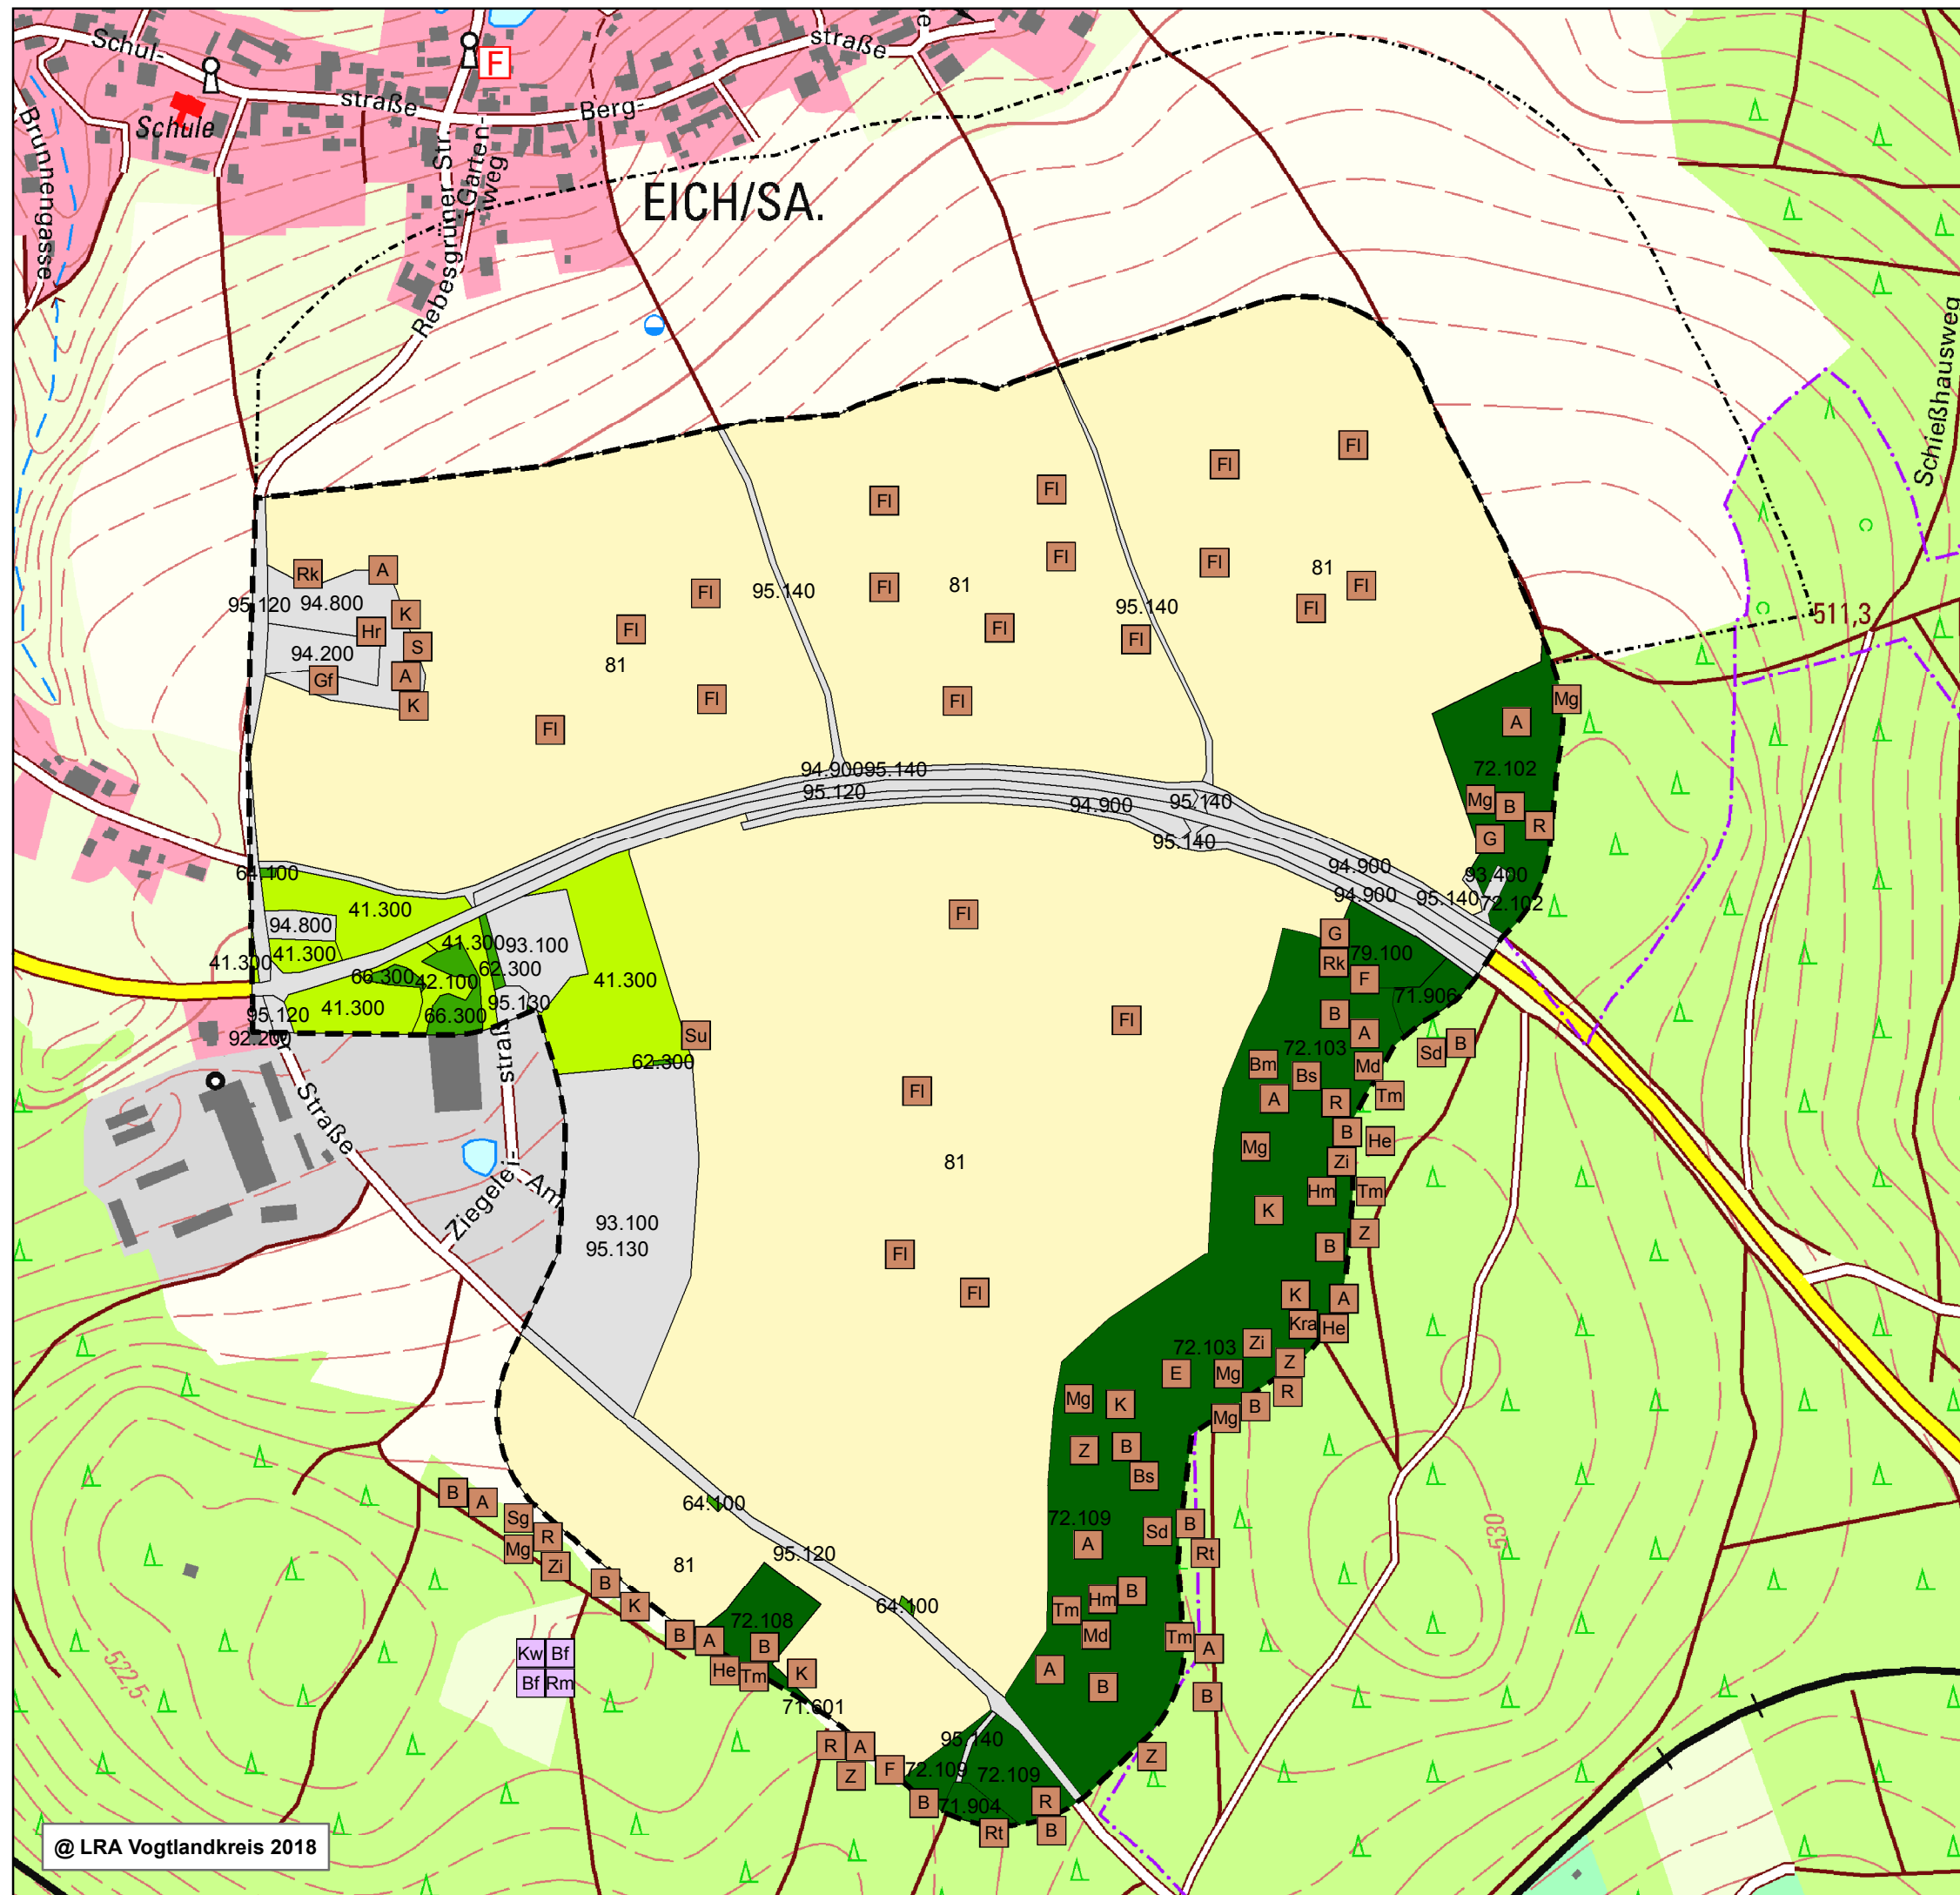 Schul-
straße
Schule
F
straße
Berg-
Brunnengasse
Rebesgrüner Str.
Garten-
weg
EICH/SA.
Schießhausweg
511,3
Fl
Fl
Fl
Fl
Fl
Rk
A
95.120
94.800
K
Hr
S
94.200
Gf
A
K
Fl
Fl
Fl
95.140
81
Fl
Fl
81
Fl
Fl
95.140
Fl
Fl
81
Fl
Fl
Fl
Mg
A
72.102
94.900
95.140
95.120
94.900
95.140
95.140
Mg
B
R
G
64.100
94.900
93.400
94.900
95.140
72.102
41.300
94.800
41.300
41.300
41.300
93.100
62.300
66.300
42.100
41.300
41.300
95.130
95.120
66.300
92.200
Fl
G
79.100
Rk
F
71.906
Su
62.300
Fl
B
A
72.103
Sd
B
Bm
Bs
Md
A
R
Tm
Fl
B
He
Mg
Zi
81
Hm
Tm
K
Z
B
Straße
straß
Ziegelei-
Am
93.100
95.130
Fl
Fl
K
A
Kra
He
72.103
Zi
Z
E
Mg
R
Mg
K
B
Mg
Z
B
Bs
B
A
Sg
R
Mg
Zi
64.100
72.109
A
Sd
B
Rt
530
B
K
81
95.120
64.100
Tm
Hm
B
Md
Tm
A
72.108
B
A
B
He
Tm
K
71.601
A
B
B
Kw
Bf
Bf
Rm
522,5
R
A
Z
F
95.140
72.109
72.109
Z
B
71.904
R
Rt
B
@ LRA Vogtlandkreis 2018